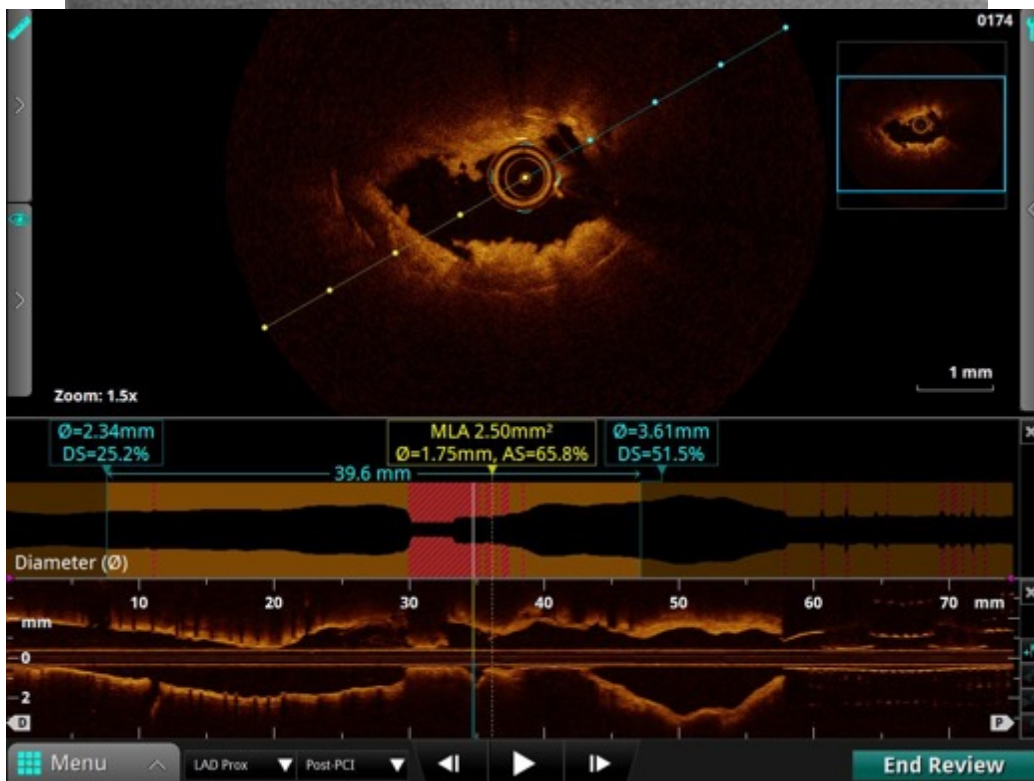 0174
Zoom: 1.5x
1 mm
Ø=2.34mm
DS=25.2%
MLA 2.50mm²
Ø=1.75mm, AS=65.8%
Ø=3.61mm
DS=51.5%
39.6 mm
Diameter (Ø)
10 20 30 40 50 60 70 mm
mm
0
2
D P
Menu LAD Prox Post-PCI End Review